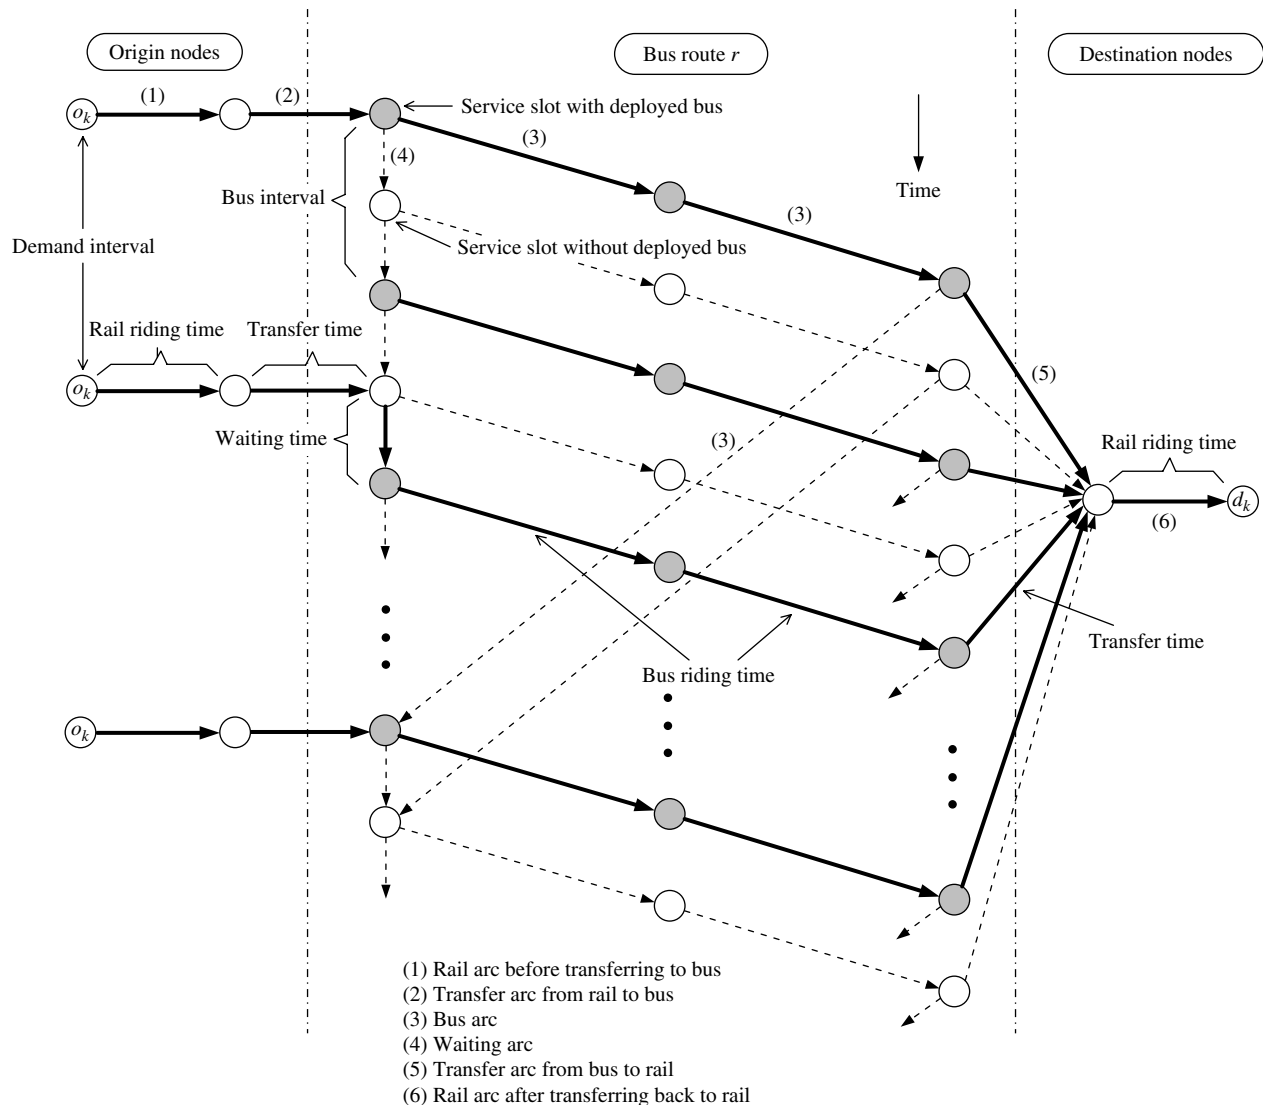 Origin nodes
Bus route r
Destination nodes
(1)
(2)
o_k
Service slot with deployed bus
(3)
(4)
Time
Bus interval
(3)
Demand interval
Service slot without deployed bus
Rail riding time
Transfer time
o_k
(5)
Waiting time
(3)
Rail riding time
d_k
(6)
Transfer time
Bus riding time
o_k
(1) Rail arc before transferring to bus
(2) Transfer arc from rail to bus
(3) Bus arc
(4) Waiting arc
(5) Transfer arc from bus to rail
(6) Rail arc after transferring back to rail